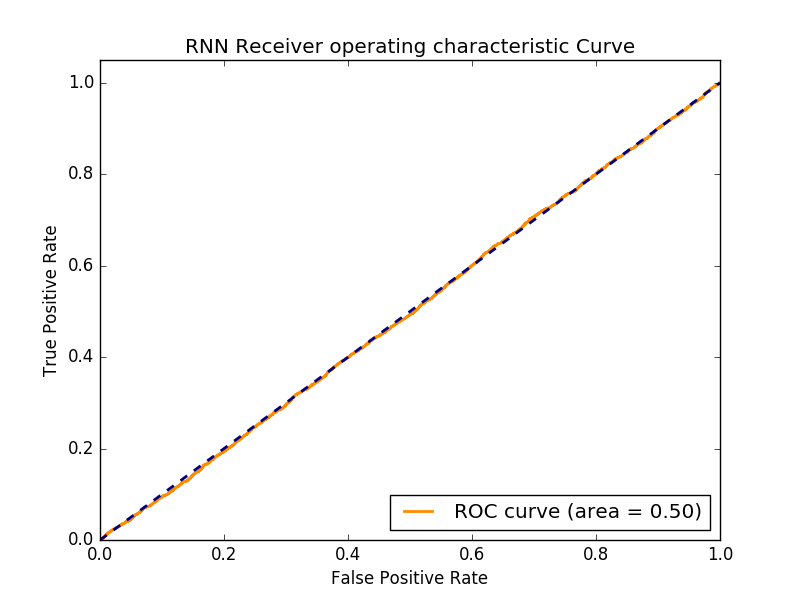 RNN Receiver operating characteristic Curve
1.0
0.8
0.6
0.4
0.2
0.0
True Positive Rate
ROC curve (area = 0.50)
0.0 0.2 0.4 0.6 0.8 1.0
False Positive Rate